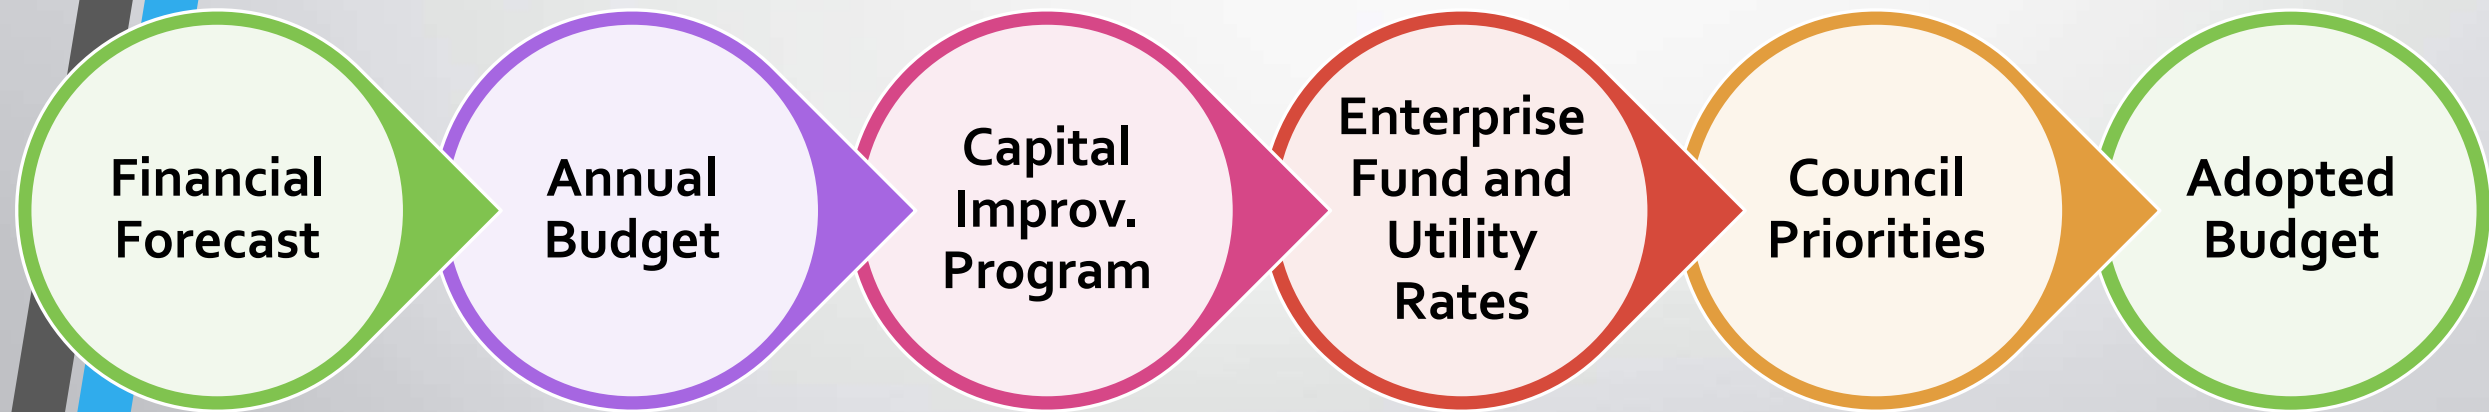 Financial
Forecast
Annual
Budget
Capital
Improv.
Program
Enterprise
Fund and
Utility
Rates
Council
Priorities
Adopted
Budget